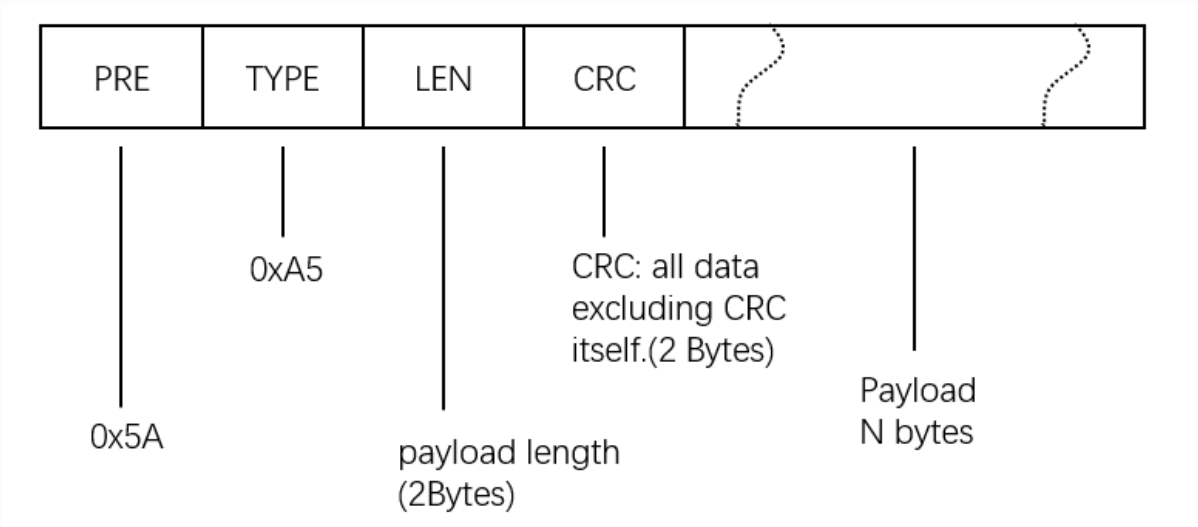 PRE TYPE LEN CRC
0xA5
CRC: all data
excluding CRC
itself.(2 Bytes)
Payload
N bytes
0x5A
payload length
(2Bytes)